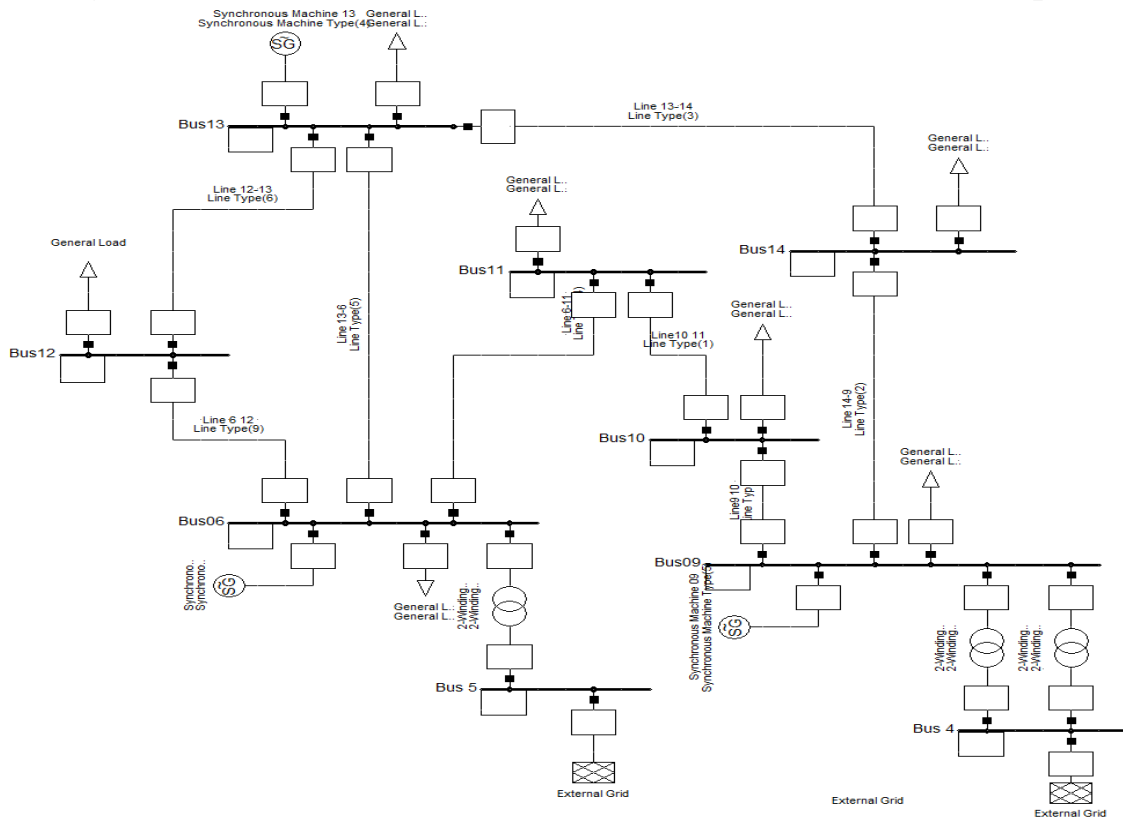 Synchronous Machine 13
Synchronous Machine Type(4)
General L..
General L.:
Bus13
Line 13-14
Line Type(3)
Line 12-13
Line Type(6)
General L..
General L.:
General L..
General L.:
General Load
Bus14
Bus11
Line 13-6
Line Type(5)
Line 6-11
Line
Line10 11
Line Type(1)
General L..
General L.:
Bus12
Line 14-9
Line Type(2)
Line 6 12
Line Type(9)
Bus10
General L..
General L.:
Line9 10
Line Typ
Bus06
Bus09
Synchrono..
Synchrono..
SG
SG
SG
General L..
General L.:
2-Winding..
2-Winding..
Synchronous Machine 09
Synchronous Machine Type(5)
2-Winding..
2-Winding..
2-Winding..
2-Winding..
Bus 5
Bus 4
External Grid
External Grid
External Grid